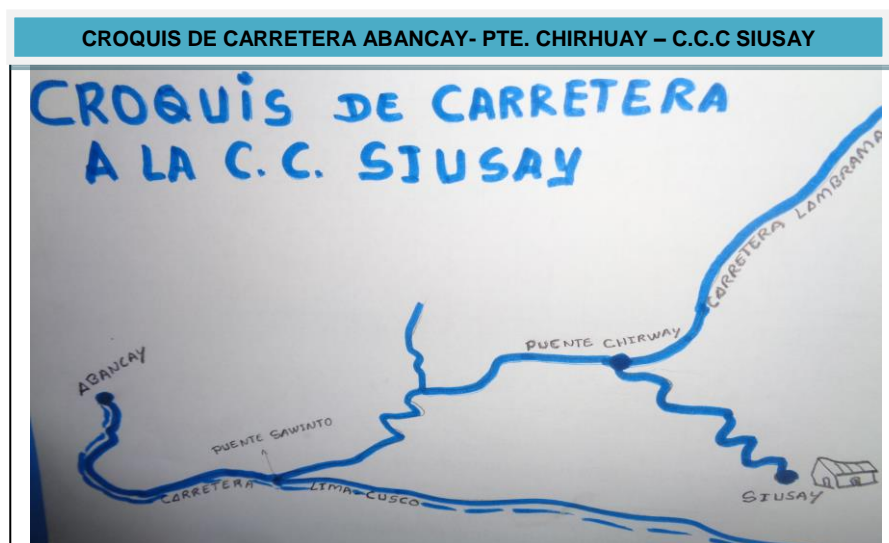 CROQUIS DE CARRETERA ABANCAY- PTE. CHIRHUAY – C.C.C SIUSAY
CROQUIS DE CARRETERA
A LA C.C. SIUSAY
CARRETERA LAMBRAMA
PUENTE CHIRWAY
ABANCAY
PUENTE SAWINTO
CARRETERA LIMA-CUSCO
SIUSAY